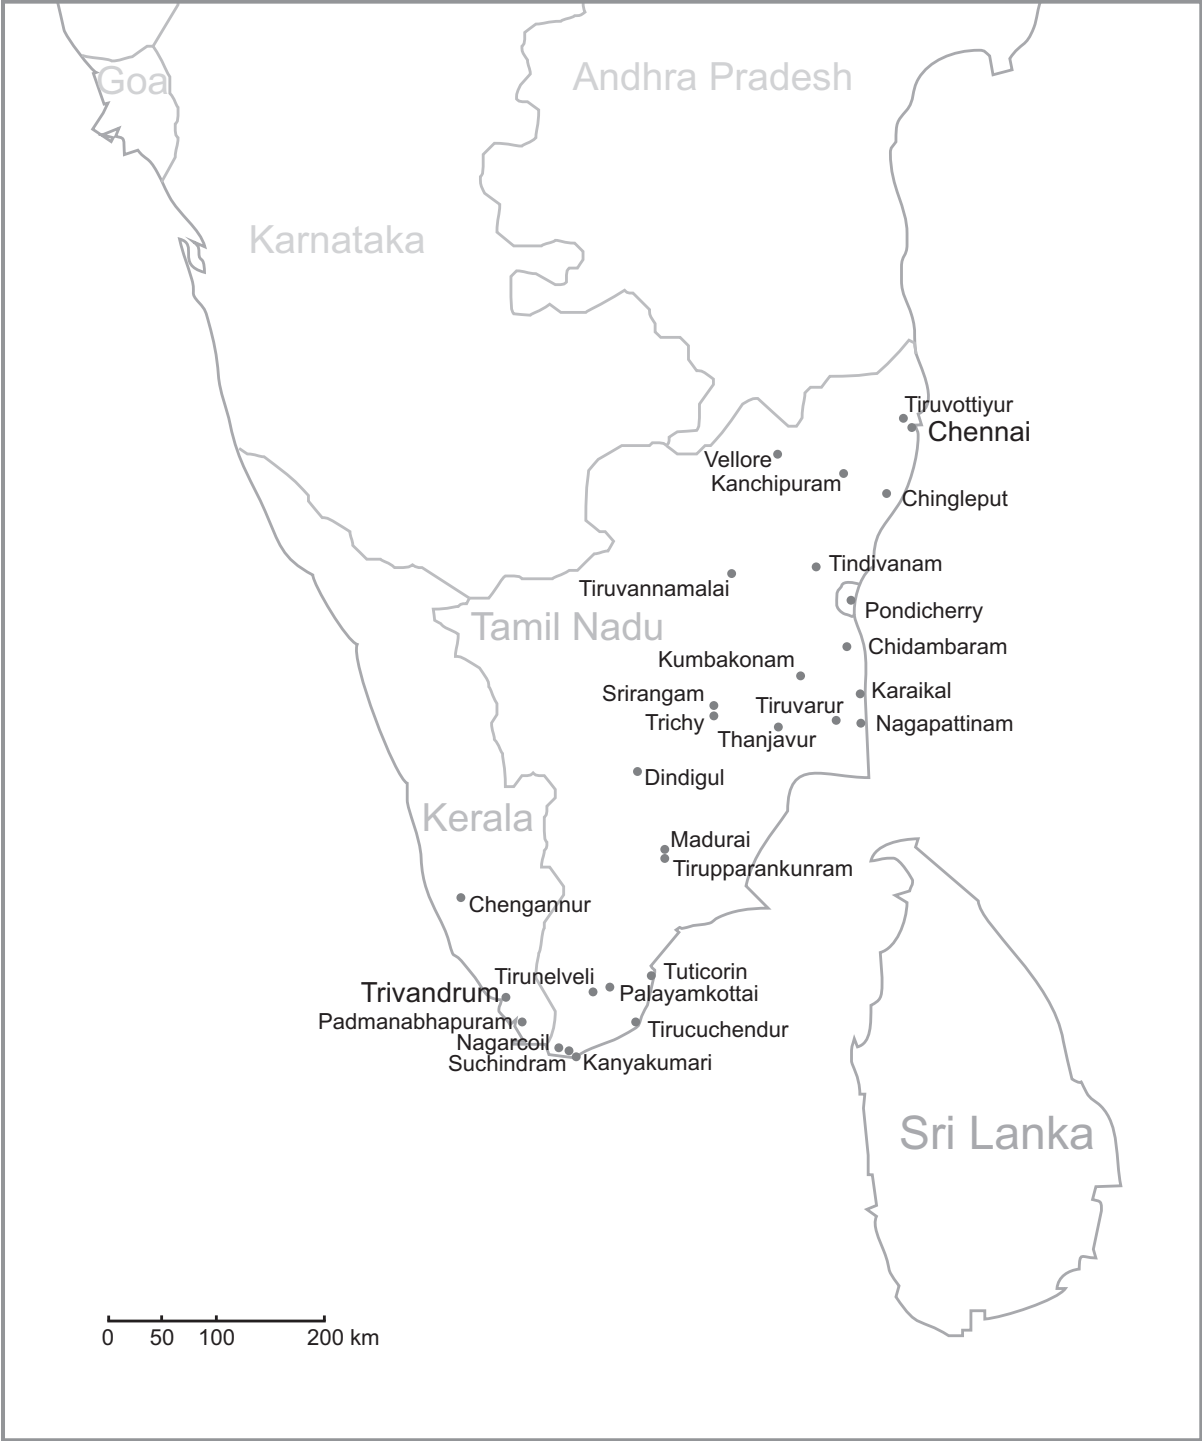 Goa
Andhra Pradesh
Karnataka
Tiruvottiyur
Chennai
Vellore
Kanchipuram
Chingleput
Tindivanam
Tiruvannamalai
Pondicherry
Tamil Nadu
Chidambaram
Kumbakonam
Karaikal
Srirangam
Tiruvarur
Trichy
Nagapattinam
Thanjavur
Dindigul
Kerala
Madurai
Tirupparankunram
Chengannur
Tuticorin
Tirunelveli
Trivandrum
Palayamkottai
Padmanabhapuram
Tirucuchendur
Nagarcoil
Suchindram
Kanyakumari
Sri Lanka
0 50 100 200 km